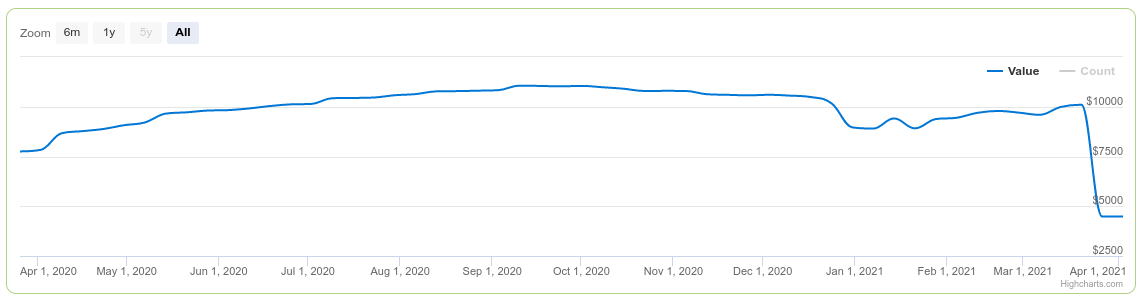 Zoom 6m 1y 5y All
Value Count
$10000
$7500
$5000
$2500
Apr 1, 2020 May 1, 2020 Jun 1, 2020 Jul 1, 2020 Aug 1, 2020 Sep 1, 2020 Oct 1, 2020 Nov 1, 2020 Dec 1, 2020 Jan 1, 2021 Feb 1, 2021 Mar 1, 2021 Apr 1, 2021
Highcharts.com